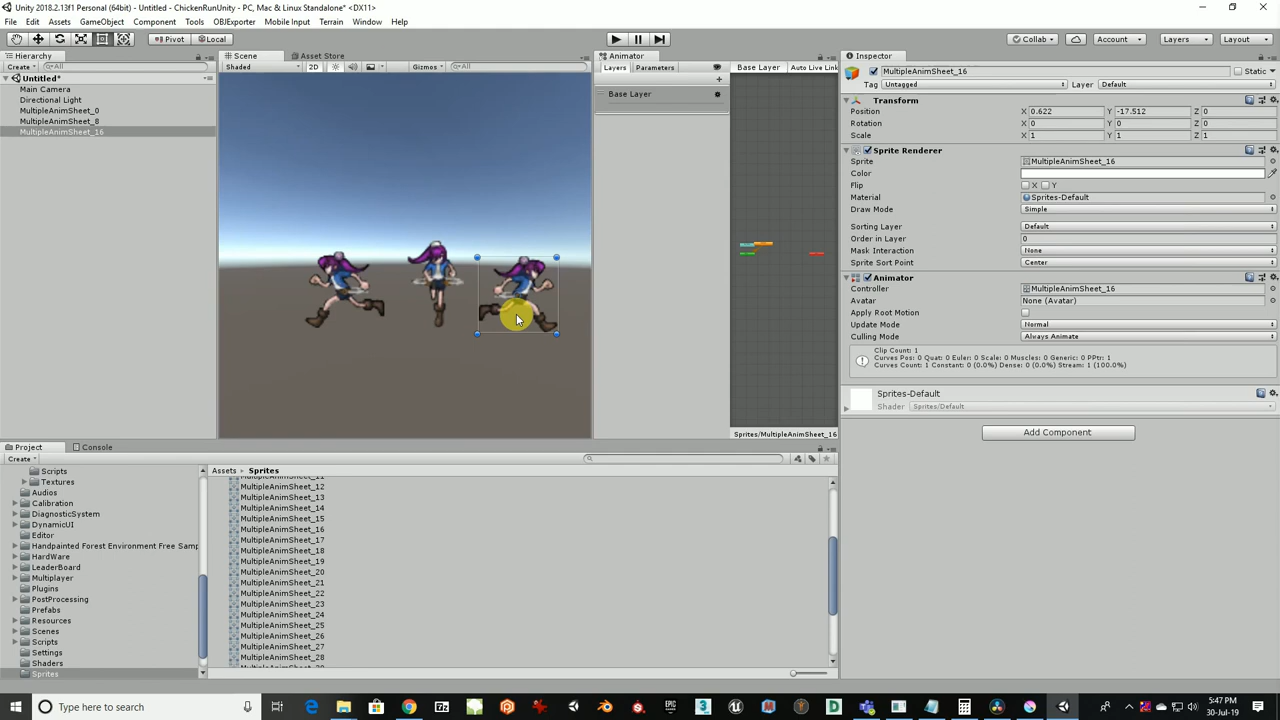 Unity 2018.2.13f1 Personal (64bit) - Untitled - ChickenRunUnity - PC, Mac & Linux Standalone* <DX11>
File Edit Assets GameObject Component Tools OBJExporter Mobile Input Terrain Window Help
Pivot Local Collab Account Layers Layout
Hierarchy
Create All
Untitled*
Main Camera
Directional Light
MultipleAnimSheet_0
MultipleAnimSheet_8
MultipleAnimSheet_16
Scene Asset Store
Shaded 2D Gizmos All
Animator
Layers Parameters Base Layer Auto Live Link
Base Layer
Sprites/MultipleAnimSheet_16
Inspector
MultipleAnimSheet_16 Static
Tag Untagged Layer Default
Transform
Position X 0.622 Y -17.512 Z 0
Rotation X 0 Y 0 Z 0
Scale X 1 Y 1 Z 1
Sprite Renderer
Sprite MultipleAnimSheet_16
Color
Flip X Y
Material Sprites-Default
Draw Mode Simple
Sorting Layer Default
Order in Layer 0
Mask Interaction None
Sprite Sort Point Center
Animator
Controller MultipleAnimSheet_16
Avatar None (Avatar)
Apply Root Motion
Update Mode Normal
Culling Mode Always Animate
Clip Count: 1
Curves Pos: 0 Quat: 0 Euler: 0 Scale: 0 Muscles: 0 Generic: 0 PPtr: 1
Curves Count: 1 Constant: 0 (0.0%) Dense: 0 (0.0%) Stream: 1 (100.0%)
Sprites-Default
Shader Sprites/Default
Add Component
Project Console
Create
Scripts
Textures
Audios
Calibration
DiagnosticSystem
DynamicUI
Editor
Handpainted Forest Environment Free Samp
HardWare
LeaderBoard
Multiplayer
Plugins
PostProcessing
Prefabs
Resources
Scenes
Scripts
Settings
Shaders
Sprites
Assets Sprites
MultipleAnimSheet_11
MultipleAnimSheet_12
MultipleAnimSheet_13
MultipleAnimSheet_14
MultipleAnimSheet_15
MultipleAnimSheet_16
MultipleAnimSheet_17
MultipleAnimSheet_18
MultipleAnimSheet_19
MultipleAnimSheet_20
MultipleAnimSheet_21
MultipleAnimSheet_22
MultipleAnimSheet_23
MultipleAnimSheet_24
MultipleAnimSheet_25
MultipleAnimSheet_26
MultipleAnimSheet_27
MultipleAnimSheet_28
Type here to search
5:47 PM
30-Jul-19